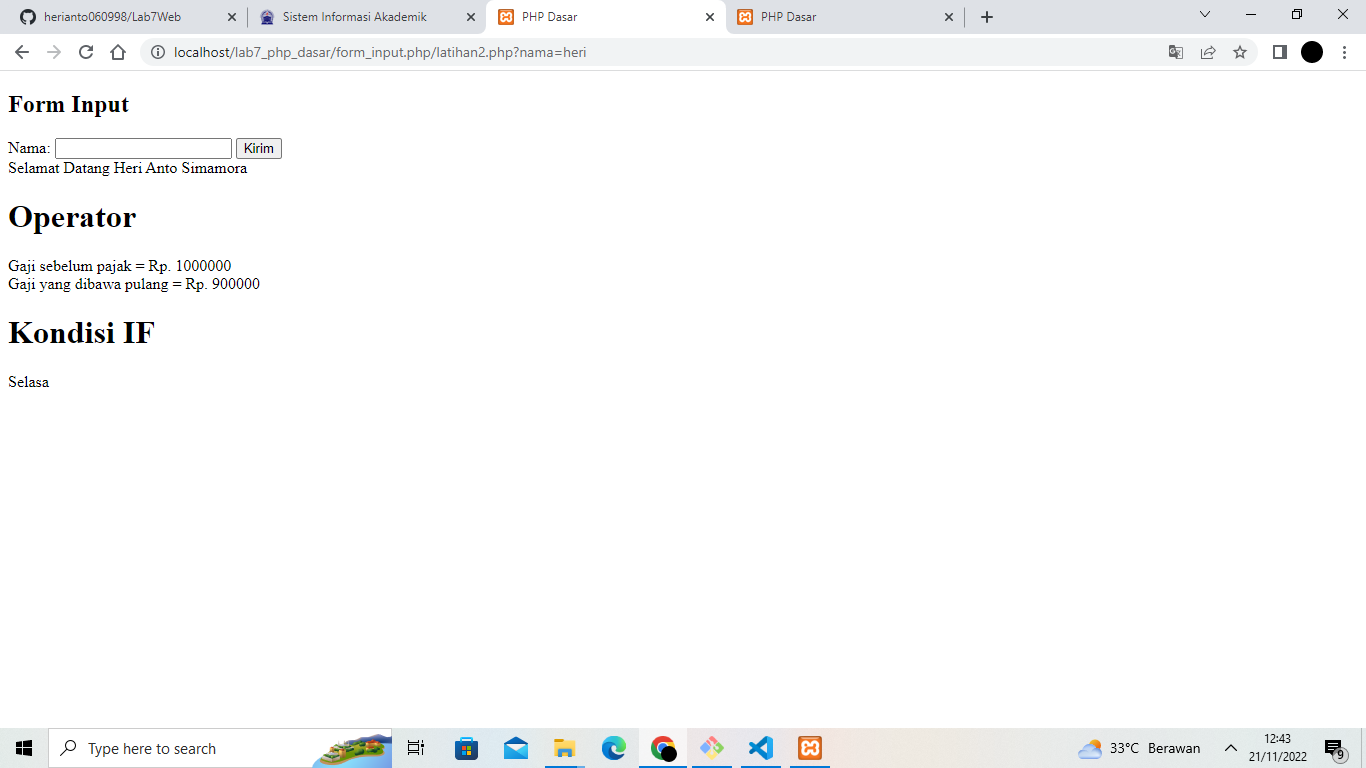 herianto060998/Lab7Web
Sistem Informasi Akademik
PHP Dasar
PHP Dasar
localhost/lab7_php_dasar/form_input.php/latihan2.php?nama=heri
Form Input
Nama: Kirim
Selamat Datang Heri Anto Simamora
Operator
Gaji sebelum pajak = Rp. 1000000
Gaji yang dibawa pulang = Rp. 900000
Kondisi IF
Selasa
Type here to search
33°C Berawan
12:43
21/11/2022
9